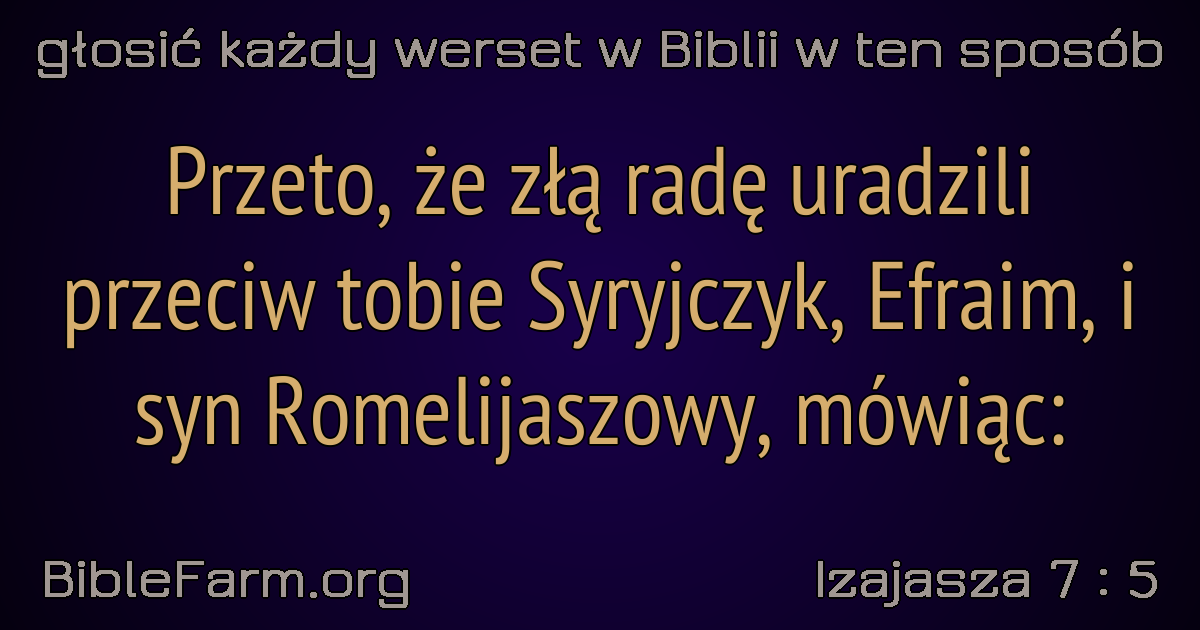 głosić każdy werset w Biblii w ten sposób
Przeto, że złą radę uradzili
przeciw tobie Syryjczyk, Efraim, i
syn Romelijaszowy, mówiąc:
BibleFarm.org
Izajasza 7 : 5